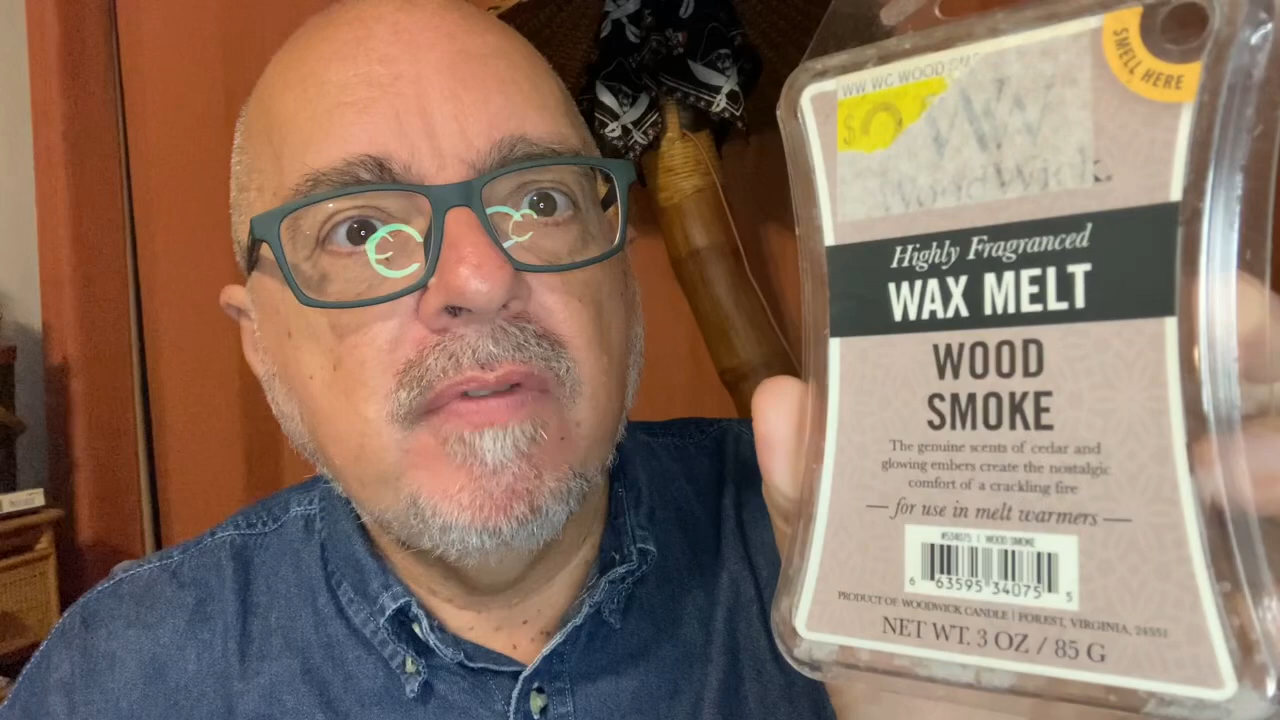 SMELL HERE
WW WC WOOD
WoodWick.
Highly Fragranced
WAX MELT
WOOD
SMOKE
The genuine scents of cedar and
glowing embers create the nostalgic
comfort of a crackling fire
for use in melt warmers
#534075 | WOOD SMOKE
6 63595 34075 5
PRODUCT OF WOODWICK CANDLE | FOREST, VIRGINIA, 24551
NET WT. 3 OZ / 85 G